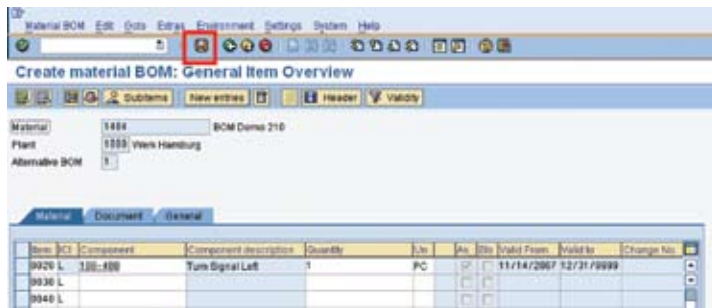 Material BOM Edit Goto Extras Environment Settings System Help
Create material BOM: General Item Overview
Subitems New entries Header Validity
Material 1404 BOM Demo 210
Plant 1000 Werk Hamburg
Alternative BOM 1
Material Document General
Item ICt Component Component description Quantity Un As. SIs Valid From Valid to Change No.
0020 L 100-400 Turn Signal Left 1 PC 11/14/2007 12/31/9999
0030 L
0040 L